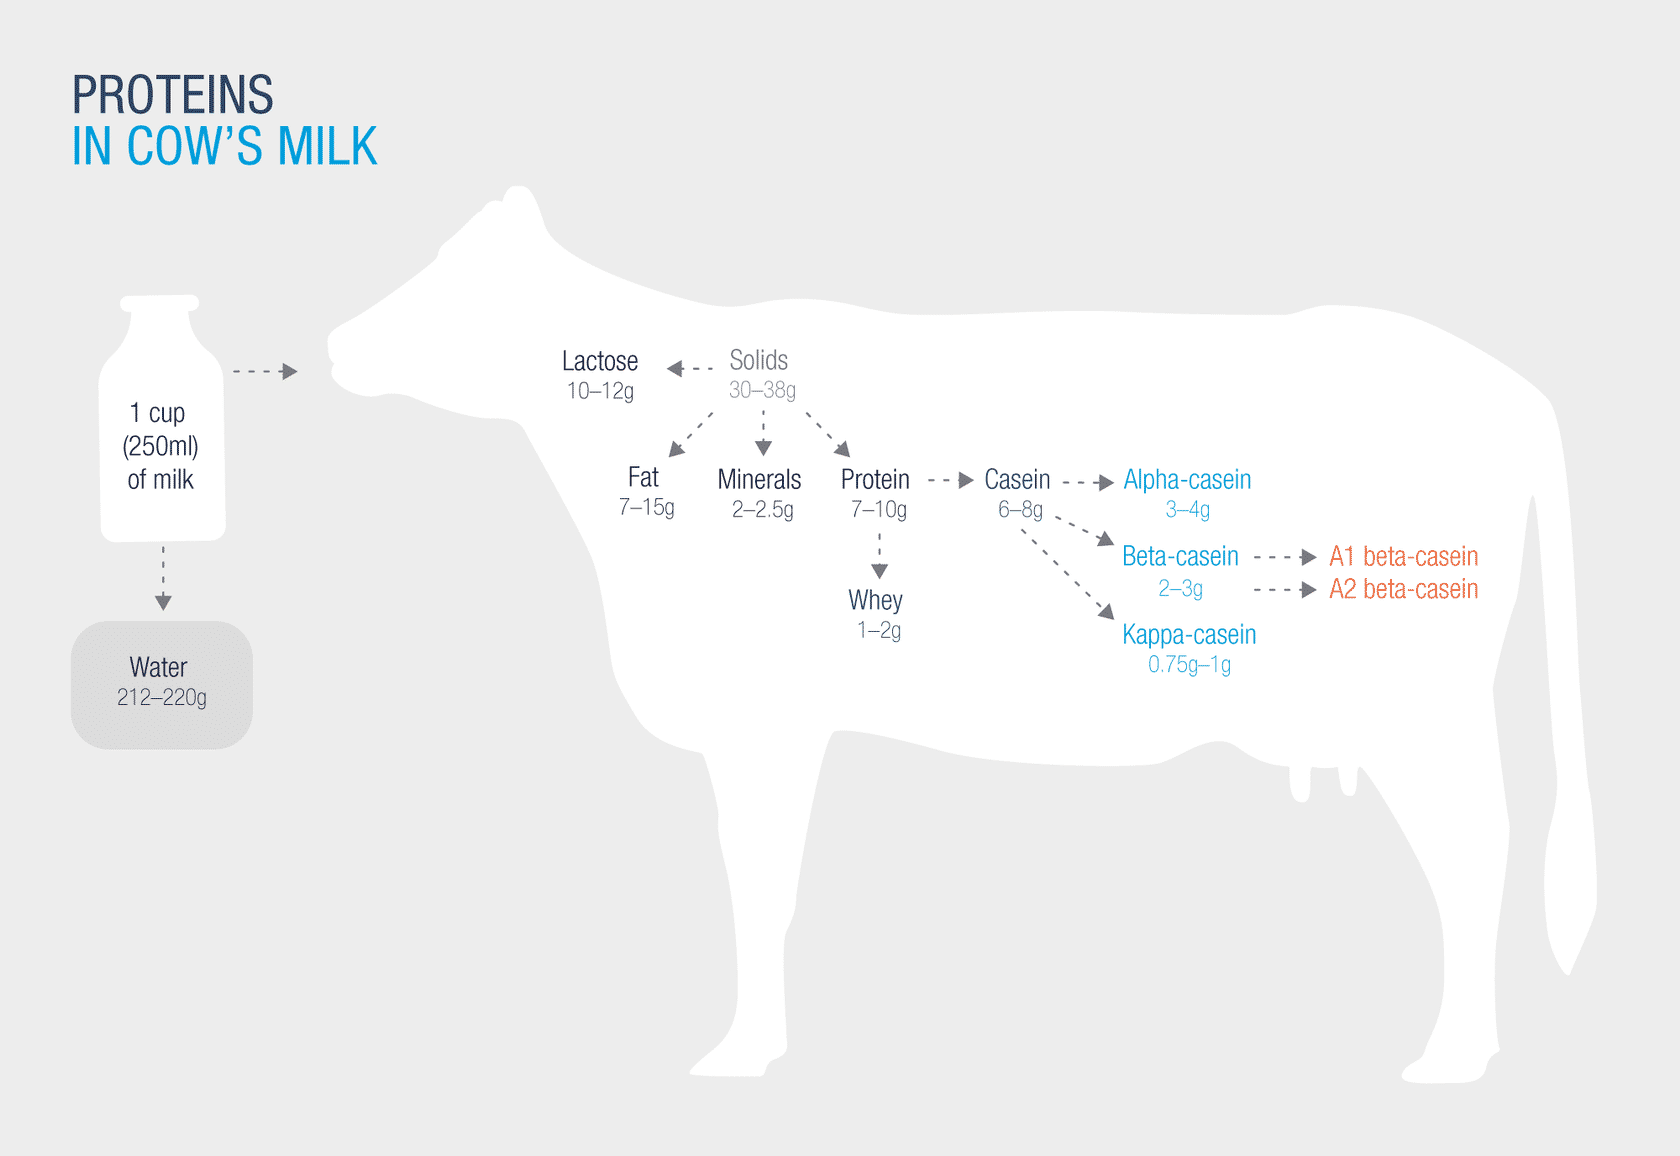 PROTEINS
IN COW'S MILK
1 cup
(250ml)
of milk
Water
212–220g
Lactose
10–12g
Solids
30–38g
Fat
7–15g
Minerals
2–2.5g
Protein
7–10g
Whey
1–2g
Casein
6–8g
Alpha-casein
3–4g
Beta-casein
2–3g
Kappa-casein
0.75g–1g
A1 beta-casein
A2 beta-casein